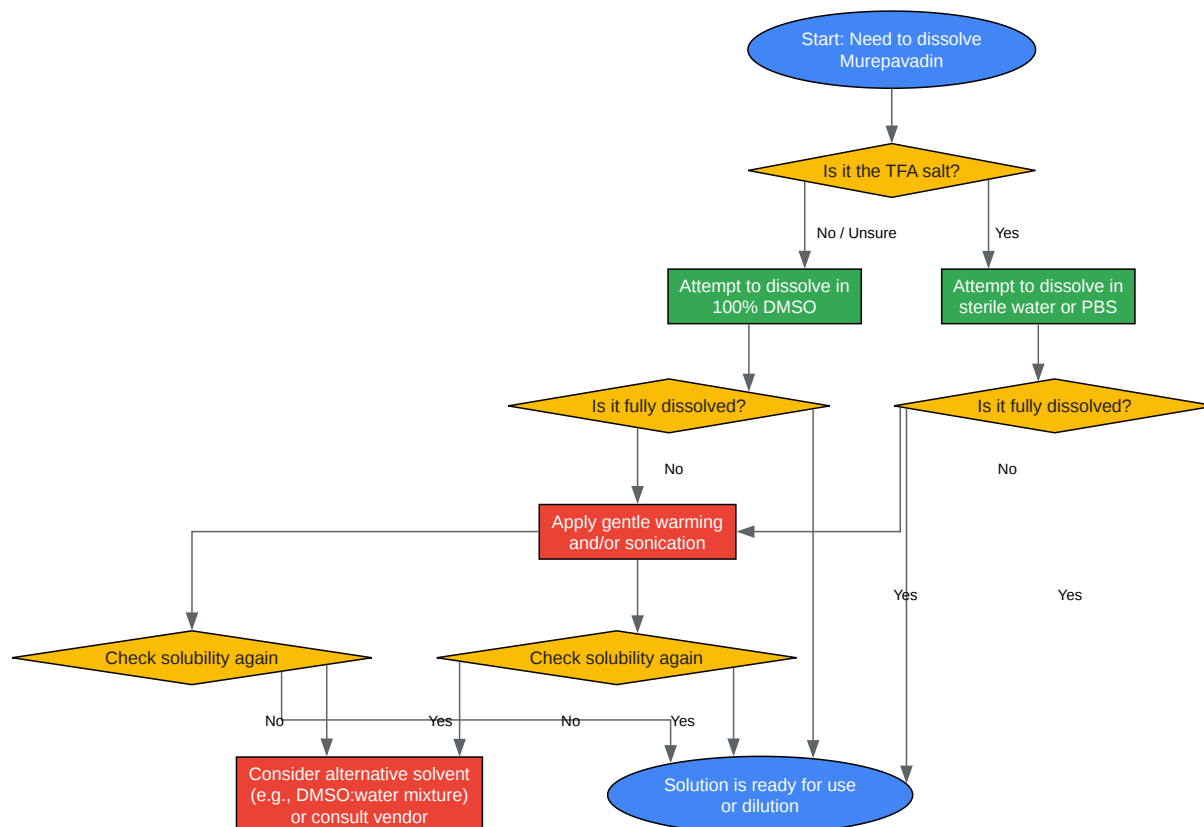 Start: Need to dissolve
Murepavadin
Is it the TFA salt?
No / Unsure
Yes
Attempt to dissolve in
100% DMSO
Attempt to dissolve in
sterile water or PBS
Is it fully dissolved?
Is it fully dissolved?
No
No
Apply gentle warming
and/or sonication
Yes
Yes
Check solubility again
Check solubility again
No
Yes
No
Yes
Consider alternative solvent
(e.g., DMSO:water mixture)
or consult vendor
Solution is ready for use
or dilution